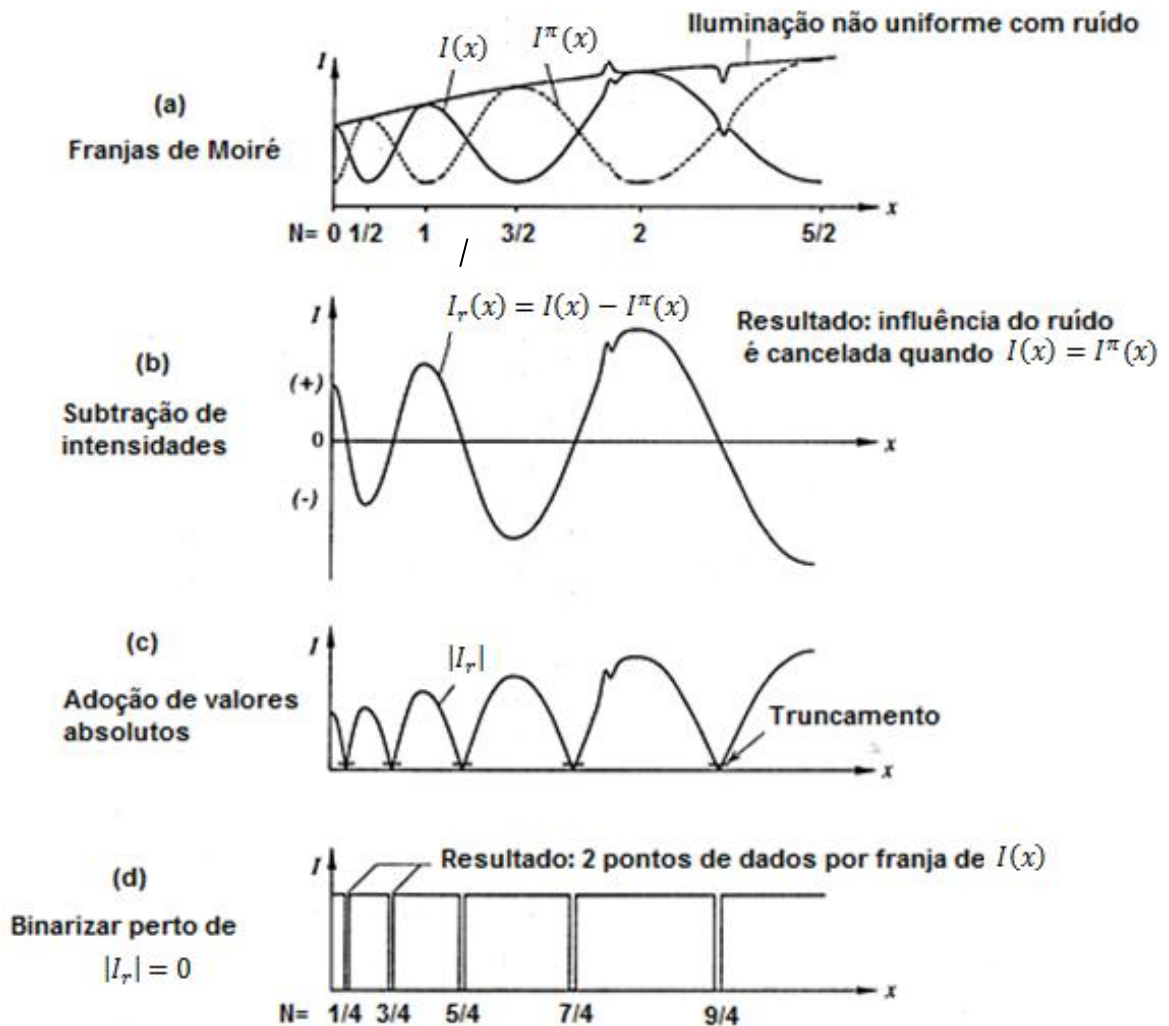 Iluminação não uniforme com ruído
I
I(x)
I^π(x)
(a)
Franjas de Moiré
x
N= 0 1/2 1 3/2 2 5/2
I
I_r(x) = I(x) − I^π(x)
Resultado: influência do ruído
é cancelada quando I(x) = I^π(x)
(b)
Subtração de
intensidades
(+)
0
(-)
x
(c)
Adoção de valores
absolutos
I
|I_r|
Truncamento
x
(d)
Binarizar perto de
|I_r| = 0
I
Resultado: 2 pontos de dados por franja de I(x)
x
N= 1/4 3/4 5/4 7/4 9/4